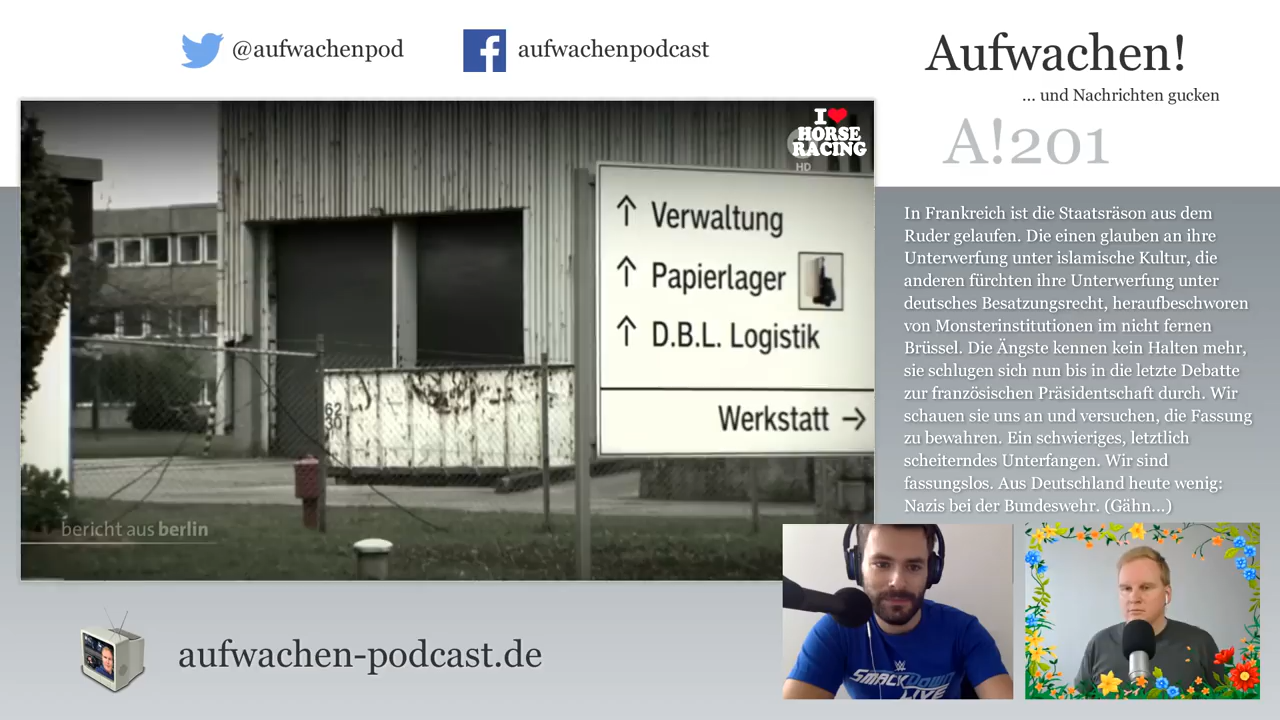 @aufwachenpod
aufwachenpodcast
Aufwachen!
... und Nachrichten gucken
A!201
I
HORSE
RACING
HD
↑ Verwaltung
↑ Papierlager
↑ D.B.L. Logistik
Werkstatt →
62
30
bericht aus berlin
In Frankreich ist die Staatsräson aus dem
Ruder gelaufen. Die einen glauben an ihre
Unterwerfung unter islamische Kultur, die
anderen fürchten ihre Unterwerfung unter
deutsches Besatzungsrecht, heraufbeschworen
von Monsterinstitutionen im nicht fernen
Brüssel. Die Ängste kennen kein Halten mehr,
sie schlugen sich nun bis in die letzte Debatte
zur französischen Präsidentschaft durch. Wir
schauen sie uns an und versuchen, die Fassung
zu bewahren. Ein schwieriges, letztlich
scheiterndes Unterfangen. Wir sind
fassungslos. Aus Deutschland heute wenig:
Nazis bei der Bundeswehr. (Gähn...)
SMACKDOWN
LIVE
aufwachen-podcast.de